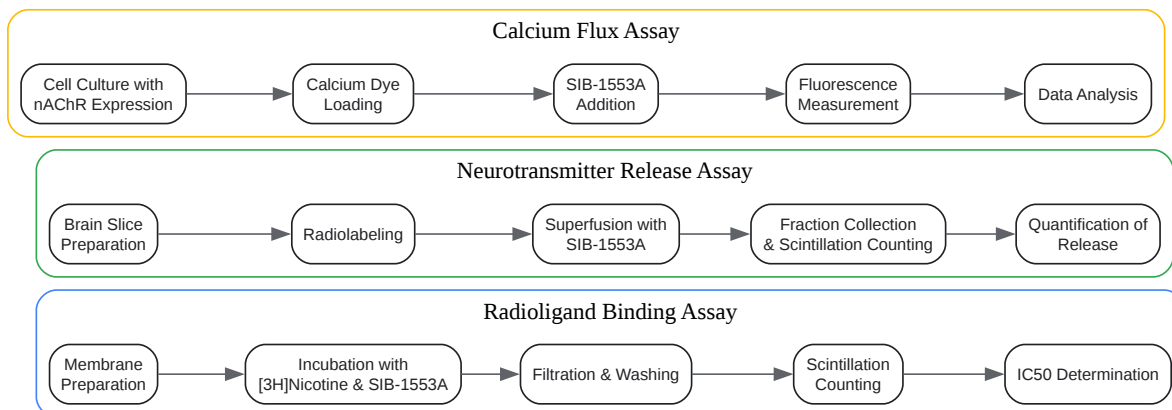 Calcium Flux Assay
Cell Culture with
nAChR Expression
Calcium Dye
Loading
SIB-1553A
Addition
Fluorescence
Measurement
Data Analysis
Neurotransmitter Release Assay
Brain Slice
Preparation
Radiolabeling
Superfusion with
SIB-1553A
Fraction Collection
& Scintillation Counting
Quantification of
Release
Radioligand Binding Assay
Membrane
Preparation
Incubation with
[3H]Nicotine & SIB-1553A
Filtration & Washing
Scintillation
Counting
IC50 Determination